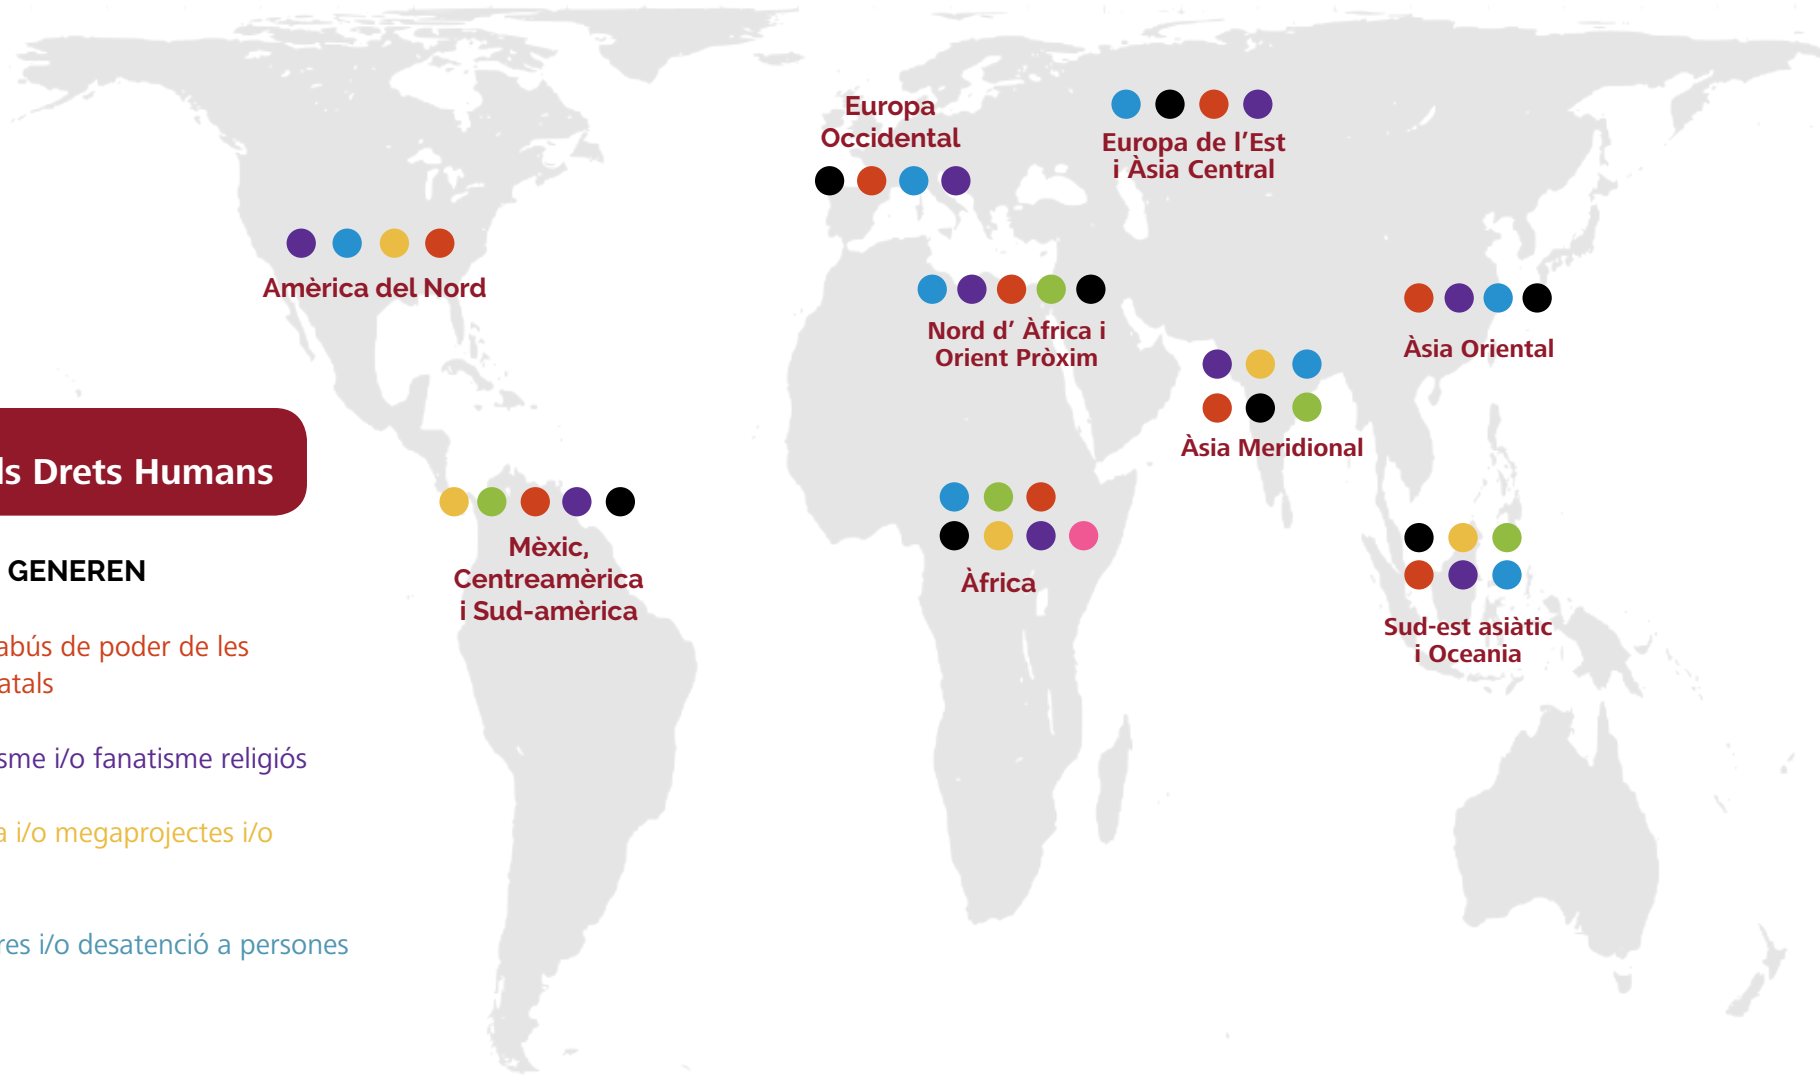 Europa
Occidental
Europa de l’Est
i Àsia Central
Amèrica del Nord
Nord d’ Àfrica i
Orient Pròxim
Àsia Oriental
Àsia Meridional
ls Drets Humans
Mèxic,
Centreamèrica
i Sud-amèrica
Àfrica
Sud-est asiàtic
i Oceania
GENEREN
abús de poder de les
atals
sme i/o fanatisme religiós
a i/o megaprojectes i/o
res i/o desatenció a persones